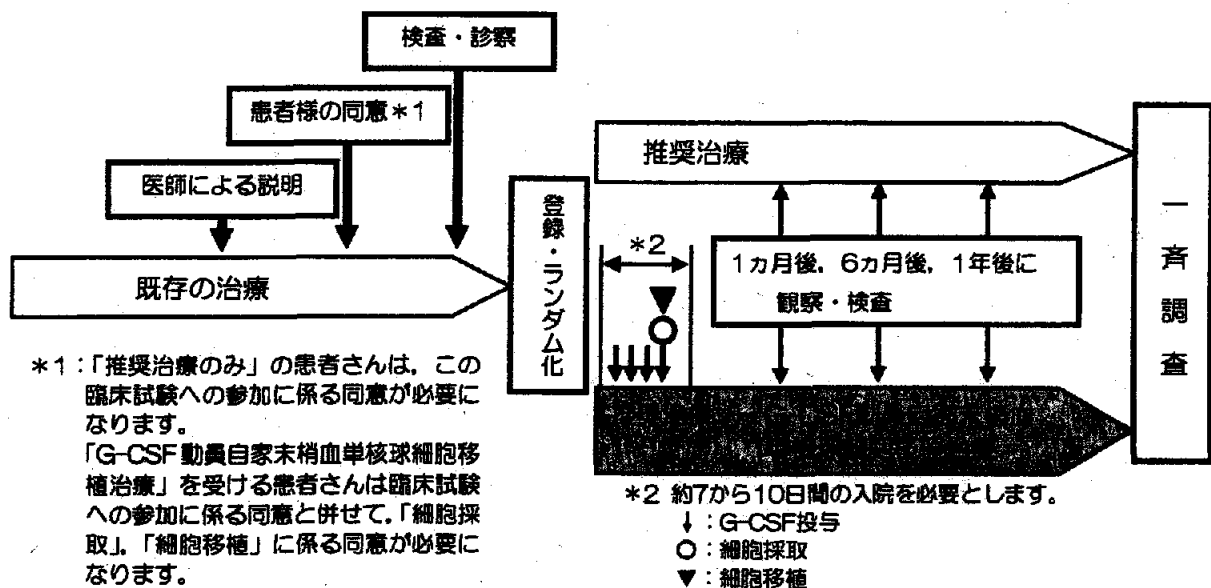 検査・診察
患者様の同意*1
医師による説明
既存の治療
登録・ランダム化
*2
推奨治療
1カ月後,6カ月後,1年後に
観察・検査
一斉調査
*1:「推奨治療のみ」の患者さんは,この
臨床試験への参加に係る同意が必要に
なります。
「G-CSF動員自家末梢血単核球細胞移
植治療」を受ける患者さんは臨床試験
への参加に係る同意と併せて,「細胞採
取」,「細胞移植」に係る同意が必要に
なります。
*2 約7から10日間の入院を必要とします。
↓:G-CSF投与
○:細胞採取
▼:細胞移植